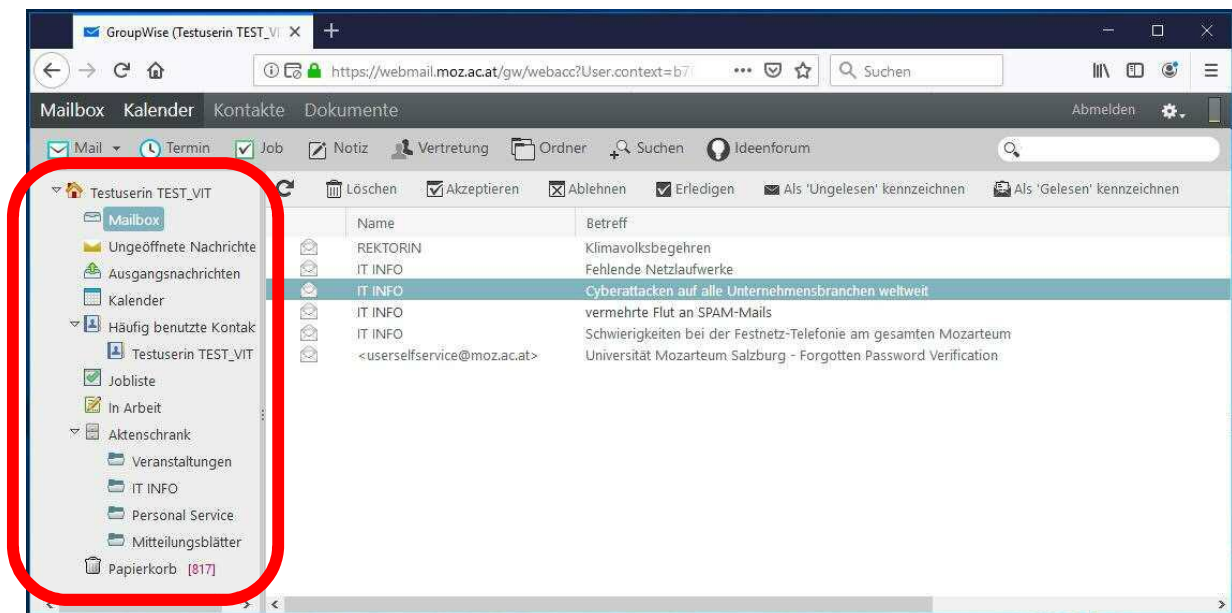 GroupWise (Testuserin TEST_VI
https://webmail.moz.ac.at/gw/webacc?User.context=b7 Suchen
Mailbox Kalender Kontakte Dokumente Abmelden
Mail Termin Job Notiz Vertretung Ordner Suchen Ideenforum
Testuserin TEST_VIT
Mailbox
Ungeöffnete Nachrichte
Ausgangsnachrichten
Kalender
Häufig benutzte Kontak
Testuserin TEST_VIT
Jobliste
In Arbeit
Aktenschrank
Veranstaltungen
IT INFO
Personal Service
Mitteilungsblätter
Papierkorb [817]
Löschen Akzeptieren Ablehnen Erledigen Als 'Ungelesen' kennzeichnen Als 'Gelesen' kennzeichnen
Name Betreff
REKTORIN Klimavolksbegehren
IT INFO Fehlende Netzlaufwerke
IT INFO Cyberattacken auf alle Unternehmensbranchen weltweit
IT INFO vermehrte Flut an SPAM-Mails
IT INFO Schwierigkeiten bei der Festnetz-Telefonie am gesamten Mozarteum
<userselfservice@moz.ac.at> Universität Mozarteum Salzburg - Forgotten Password Verification